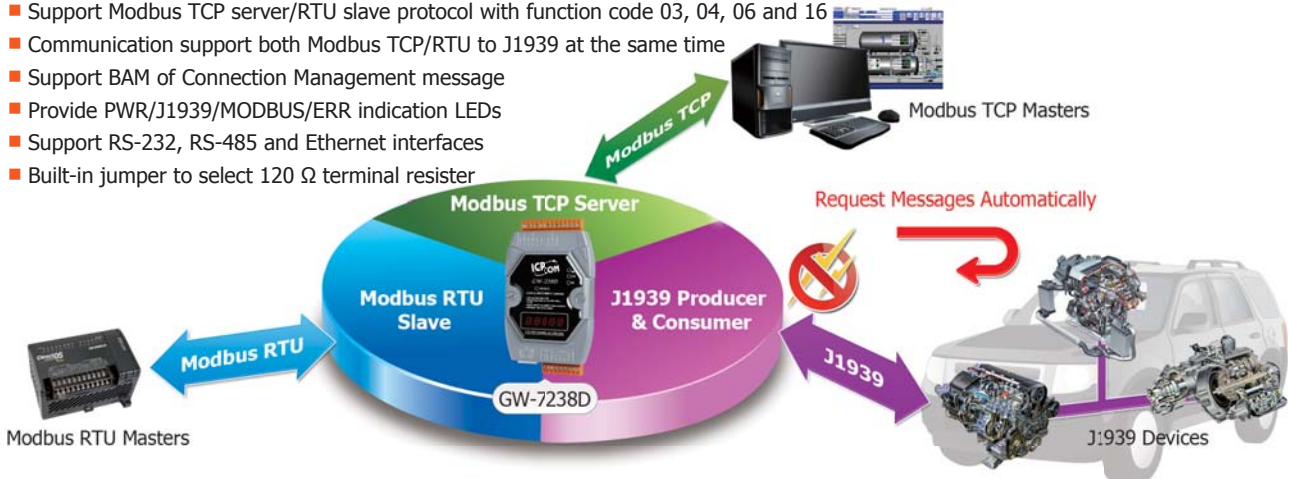 Support Modbus TCP server/RTU slave protocol with function code 03, 04, 06 and 16
Communication support both Modbus TCP/RTU to J1939 at the same time
Support BAM of Connection Management message
Provide PWR/J1939/MODBUS/ERR indication LEDs
Support RS-232, RS-485 and Ethernet interfaces
Built-in jumper to select 120 Ω terminal resister
Modbus TCP
Modbus TCP Masters
Modbus TCP Server
Request Messages Automatically
Modbus RTU
Slave
J1939 Producer
& Consumer
Modbus RTU
J1939
GW-7238D
Modbus RTU Masters
J1939 Devices